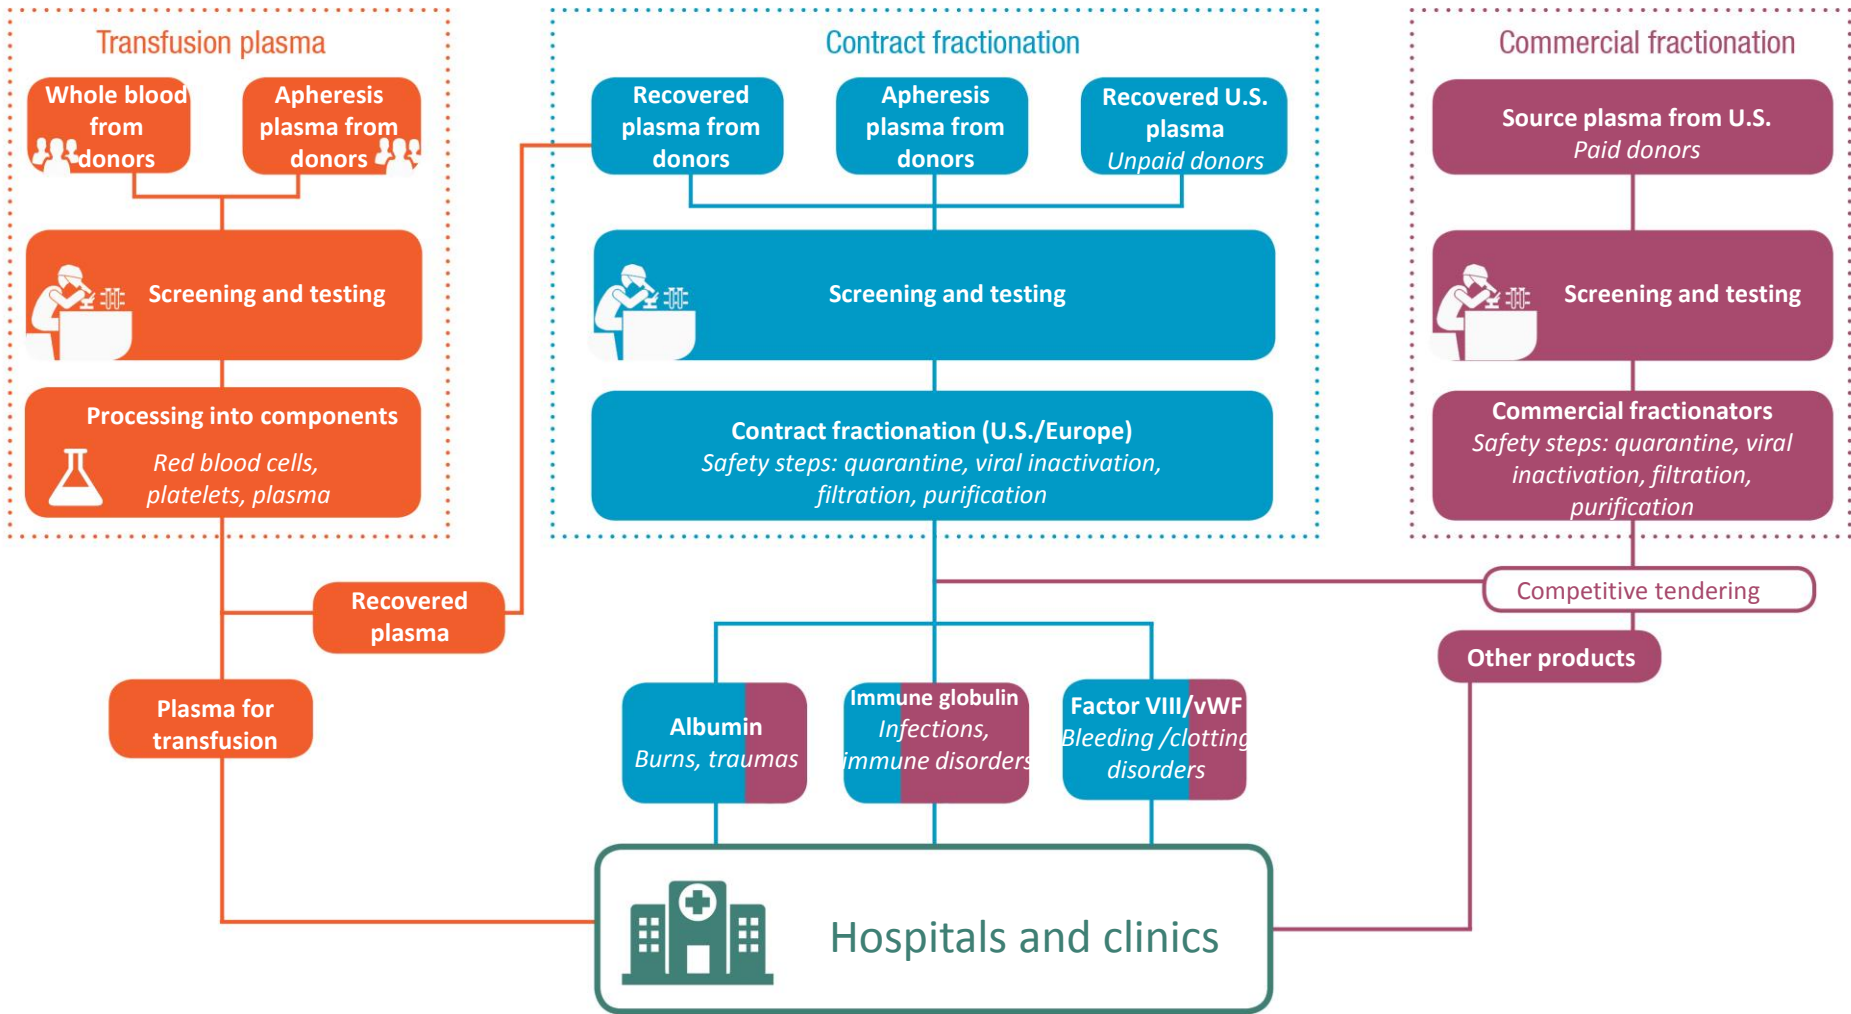 Transfusion plasma
Whole blood
from
donors
Apheresis
plasma from
donors
Screening and testing
Processing into components
Red blood cells,
platelets, plasma
Recovered
plasma
Plasma for
transfusion
Contract fractionation
Recovered
plasma from
donors
Apheresis
plasma from
donors
Recovered U.S.
plasma
Unpaid donors
Screening and testing
Contract fractionation (U.S./Europe)
Safety steps: quarantine, viral inactivation,
filtration, purification
Commercial fractionation
Source plasma from U.S.
Paid donors
Screening and testing
Commercial fractionators
Safety steps: quarantine, viral
inactivation, filtration,
purification
Competitive tendering
Other products
Albumin
Burns, traumas
Immune globulin
Infections,
immune disorders
Factor VIII/vWF
Bleeding /clotting
disorders
Hospitals and clinics